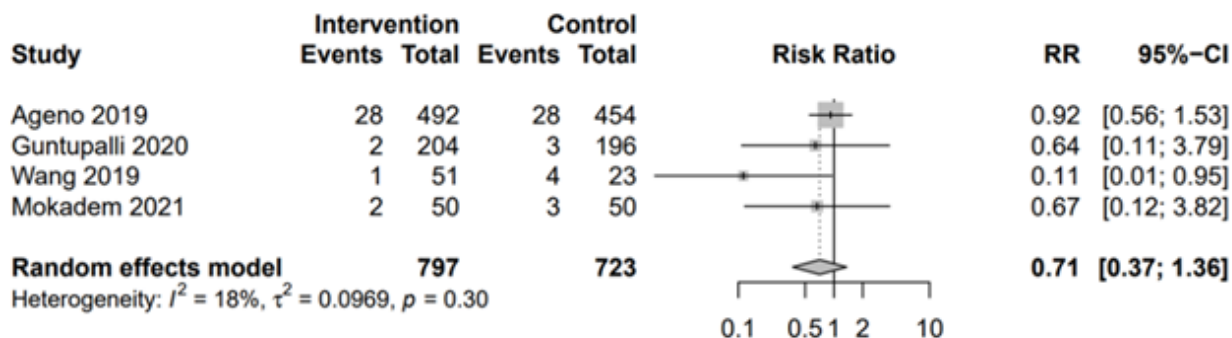 Intervention Control
Study Events Total Events Total Risk Ratio RR 95%−CI
Ageno 2019 28 492 28 454 0.92 [0.56; 1.53]
Guntupalli 2020 2 204 3 196 0.64 [0.11; 3.79]
Wang 2019 1 51 4 23 0.11 [0.01; 0.95]
Mokadem 2021 2 50 3 50 0.67 [0.12; 3.82]
Random effects model 797 723 0.71 [0.37; 1.36]
Heterogeneity: I² = 18%, τ² = 0.0969, p = 0.30
0.1 0.5 1 2 10